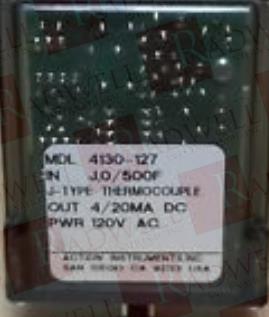 MDL 4130-127
IN J,0/500F
J-TYPE THERMOCOUPLE
OUT 4/20MA DC
PWR 120V AC
ACTION INSTRUMENTS, INC.
SAN DIEGO CA 92123 U.S.A.
RADWELL